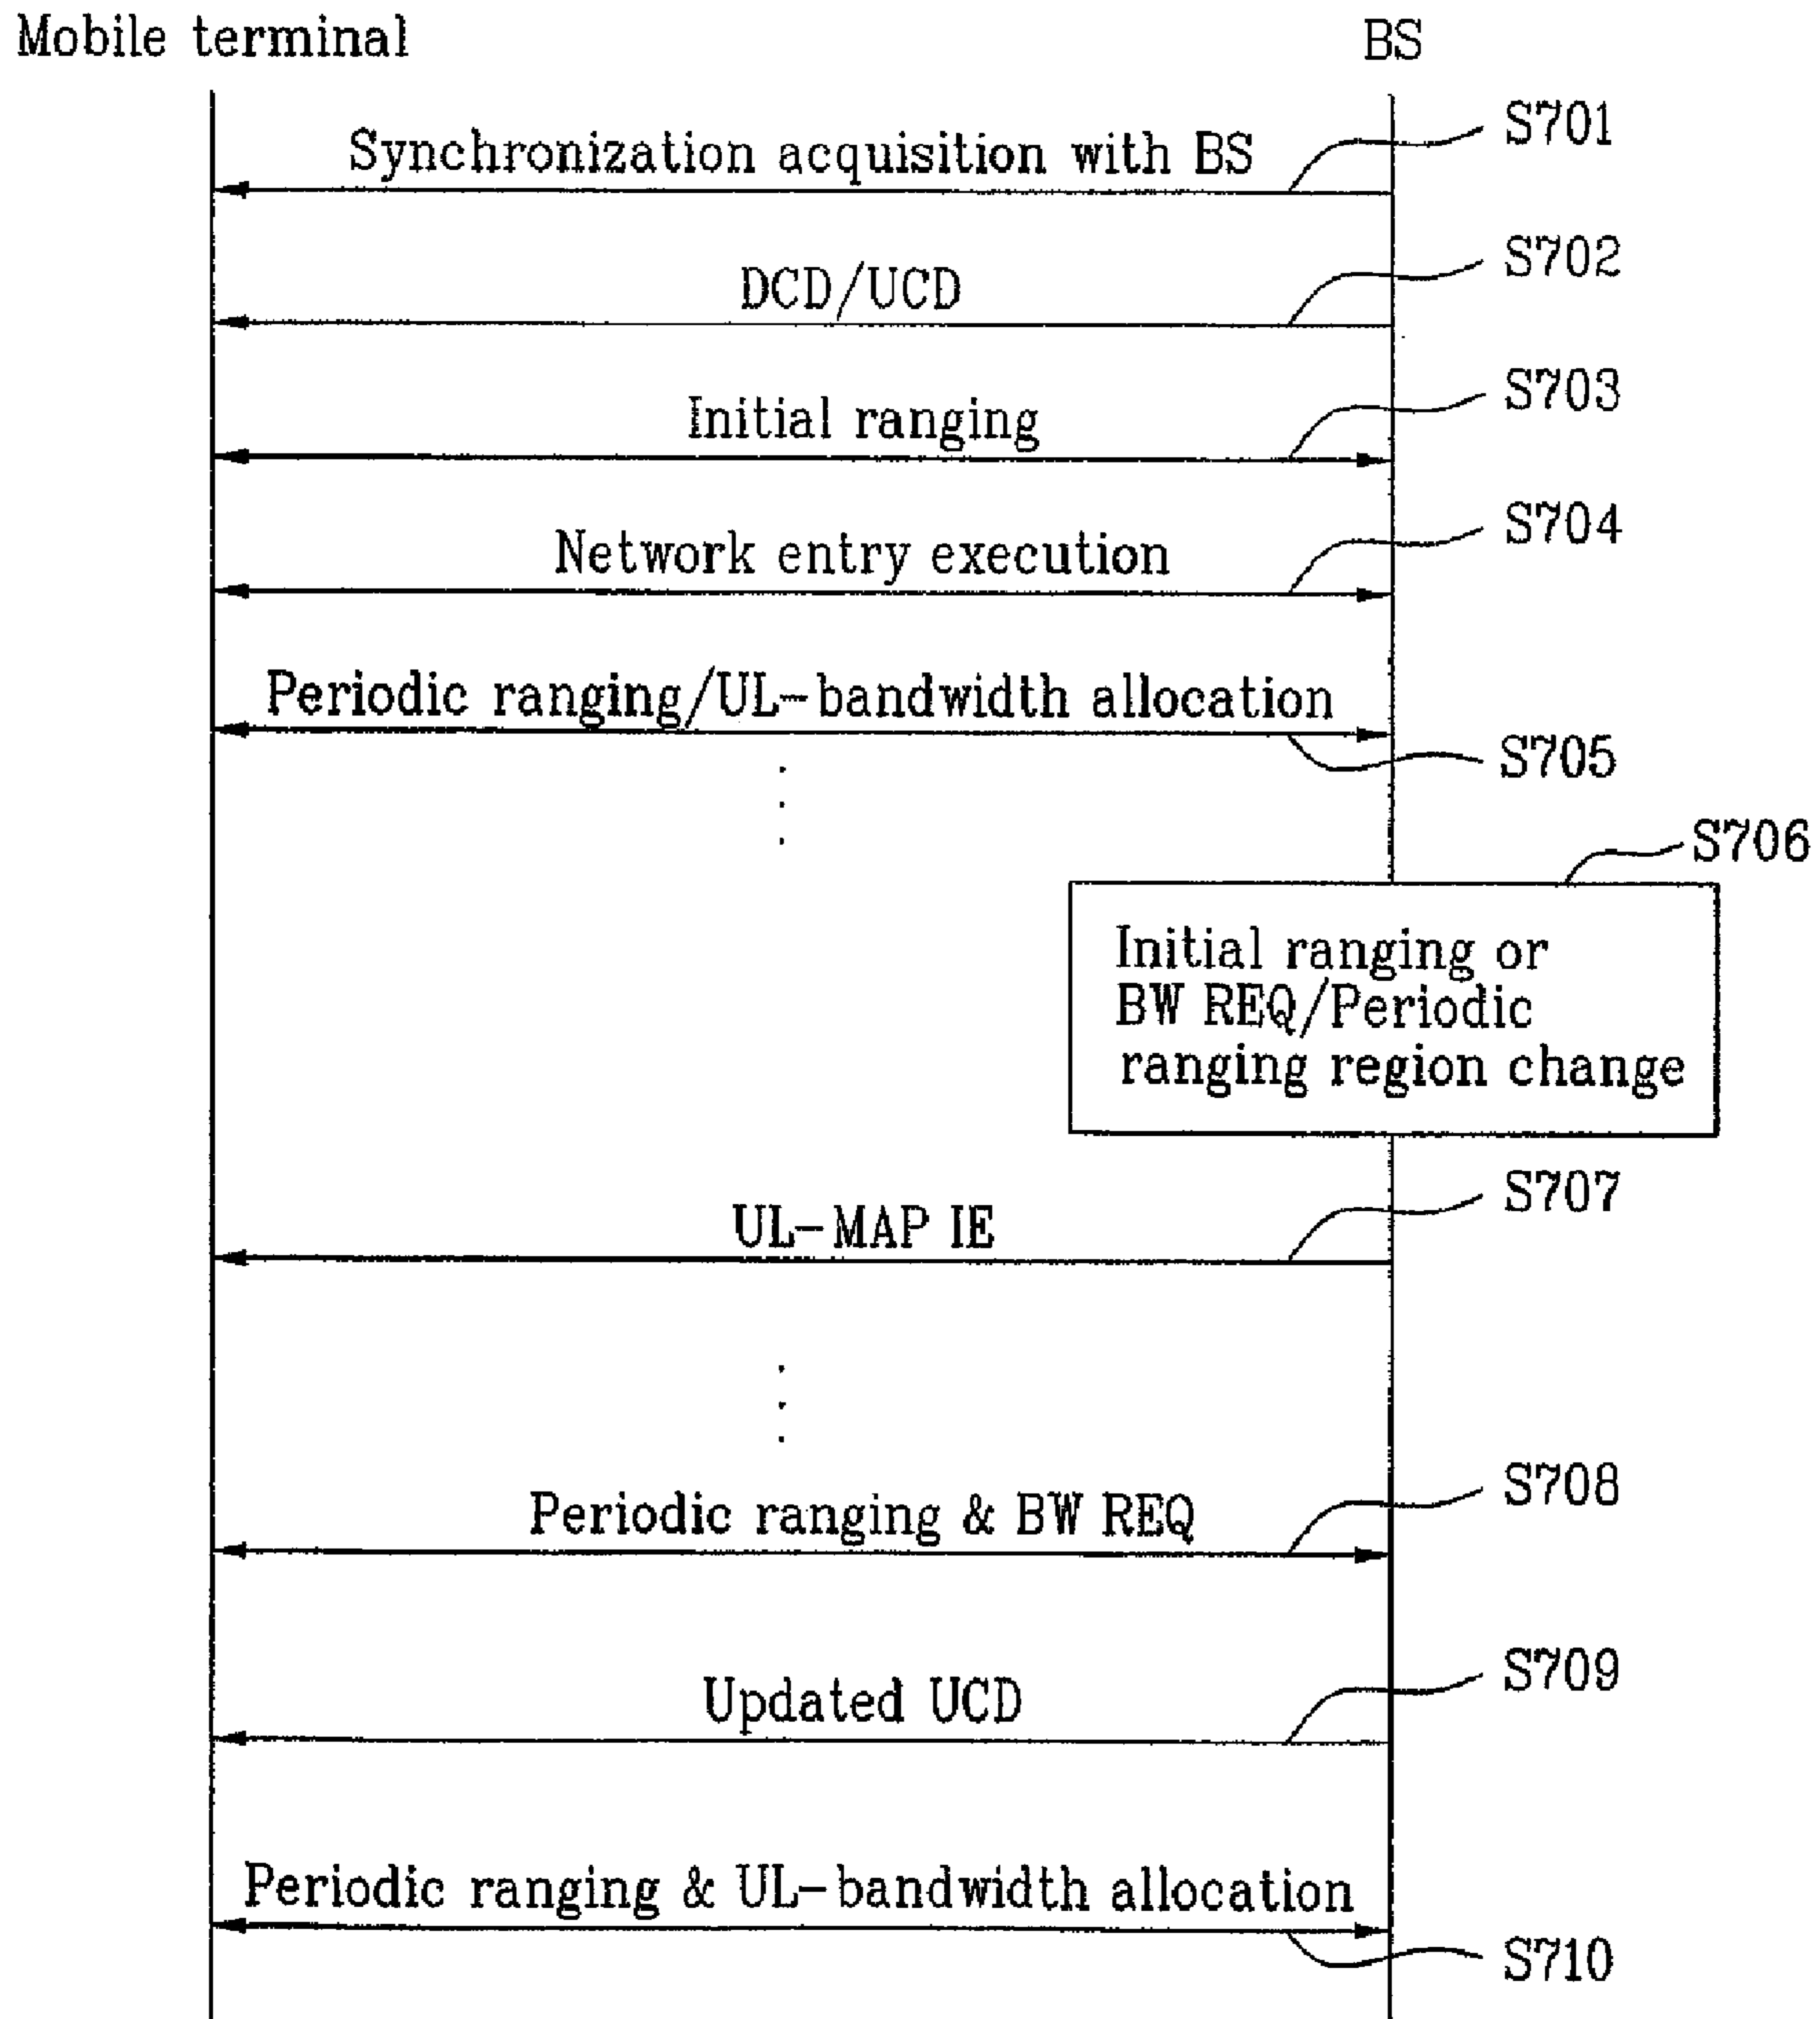 Mobile terminal
BS
Synchronization acquisition with BS
S701
DCD/UCD
S702
Initial ranging
S703
Network entry execution
S704
Periodic ranging/UL-bandwidth allocation
S705
S706
Initial ranging or
BW REQ/Periodic
ranging region change
UL-MAP IE
S707
Periodic ranging & BW REQ
S708
Updated UCD
S709
Periodic ranging & UL-bandwidth allocation
S710